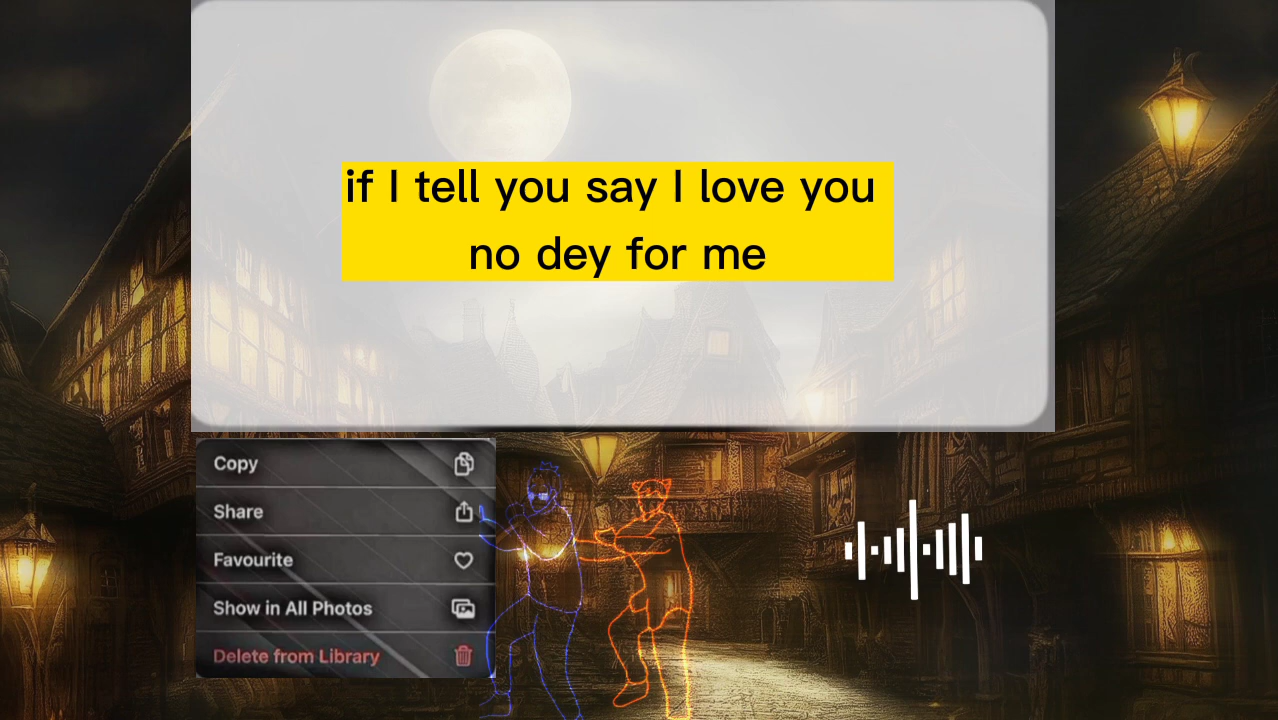 if I tell you say I love you
no dey for me
Copy
Share
Favourite
Show in All Photos
Delete from Library